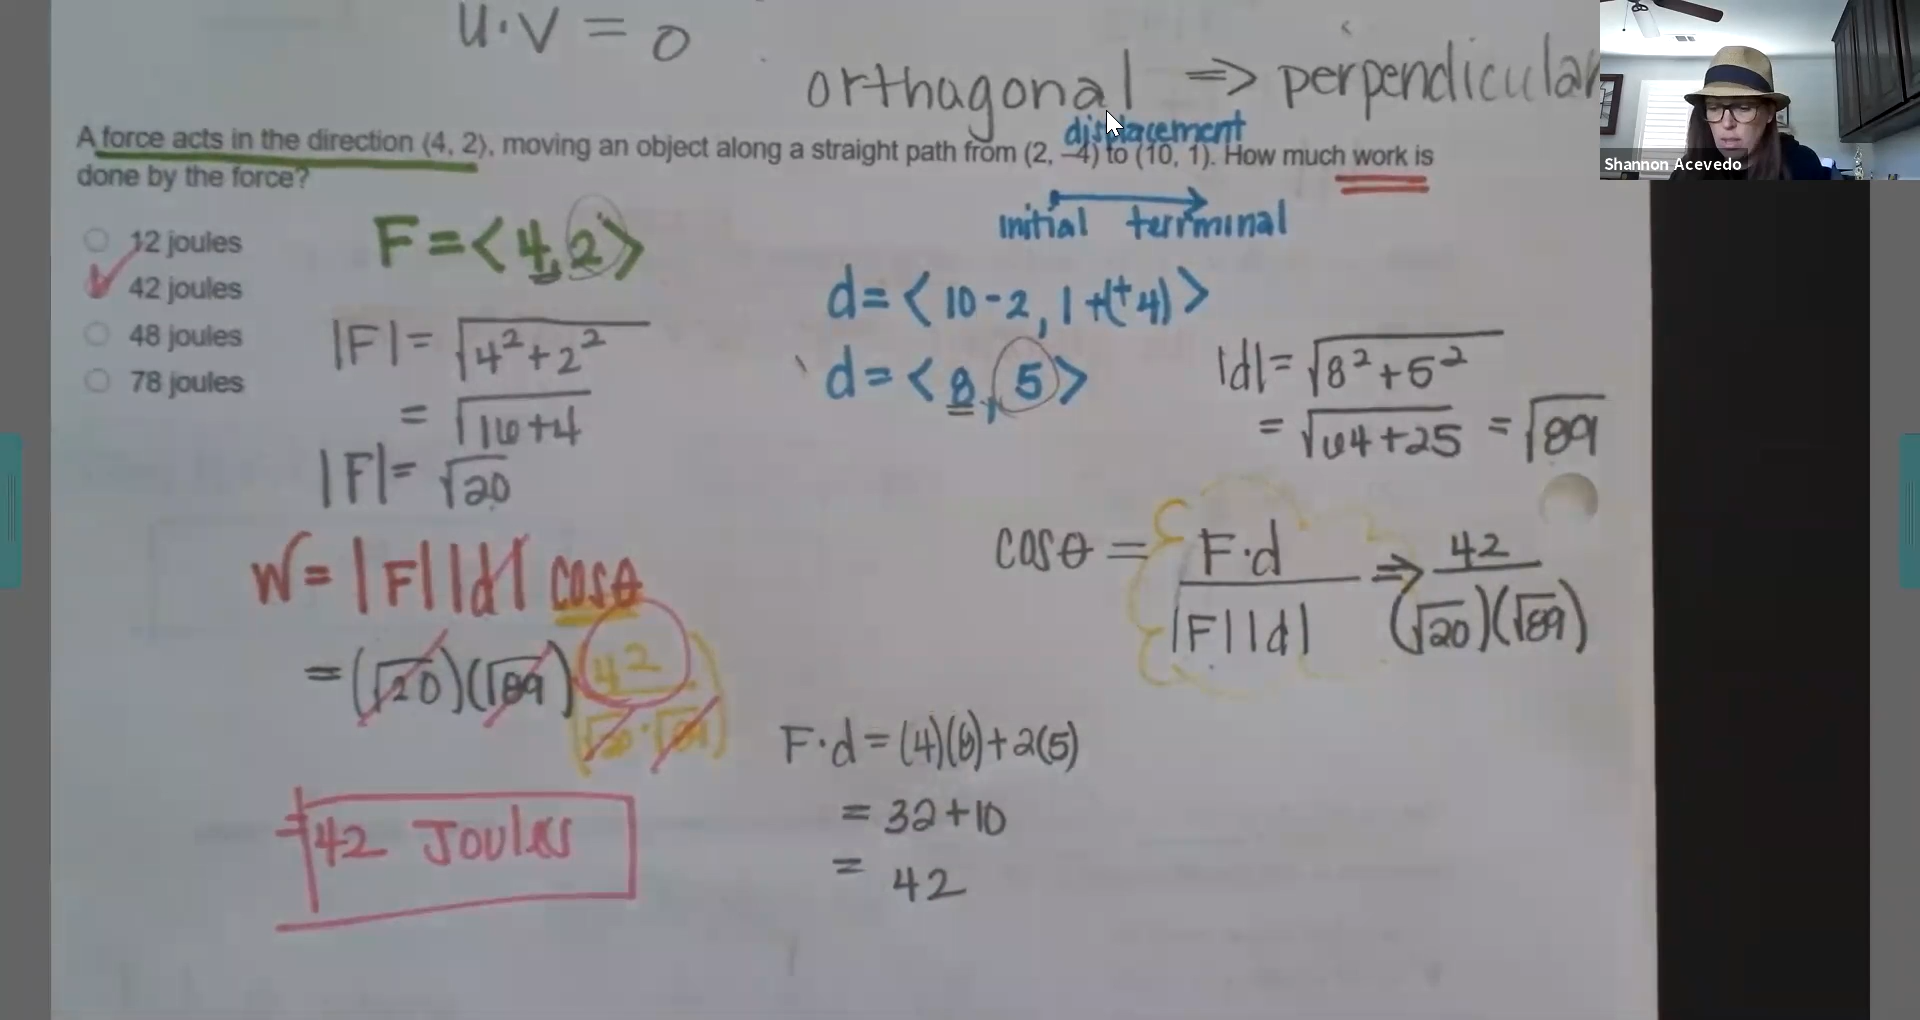 u·v = 0
orthagonal ⇒ perpendicular
Shannon Acevedo
displacement
A force acts in the direction ⟨4, 2⟩, moving an object along a straight path from (2, –4) to (10, 1). How much work is
done by the force?
initial terminal
12 joules
42 joules
48 joules
78 joules
F = <4, 2>
|F| = √4² + 2²
= √16+4
|F| = √20
d = <10-2, 1+(+4)>
d = <8, 5>
|d| = √8² + 5²
= √64+25 = √89
W = |F||d| cosθ
= (√20)(√89) (42 / √20·√89)
= 42 Joules
cosθ = F·d / |F||d| ⇒ 42 / (√20)(√89)
F·d = (4)(8)+2(5)
= 32+10
= 42